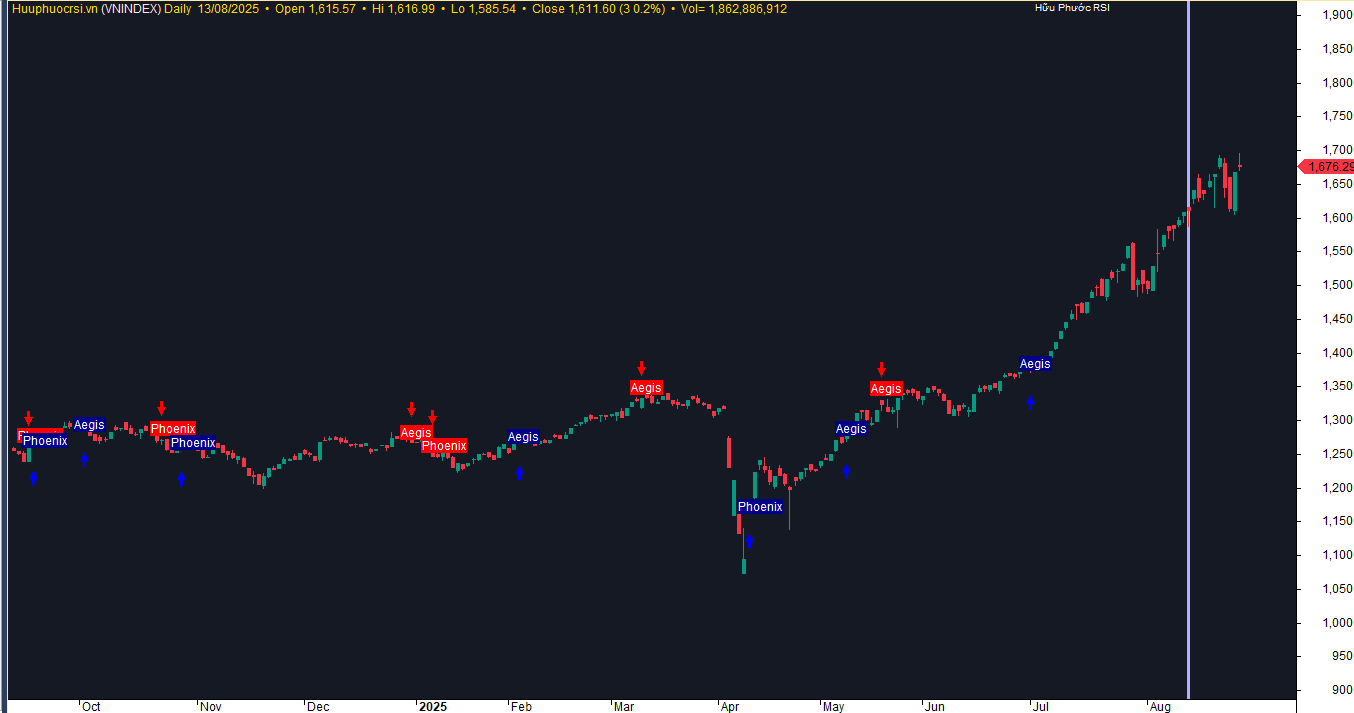 Huuphuocrsi.vn (VNINDEX) Daily 13/08/2025 • Open 1,615.57 • Hi 1,616.99 • Lo 1,585.54 • Close 1,611.60 (3 0.2%) • Vol= 1,862,886,912
Hữu Phước RSI
1,900
1,850
1,800
1,750
1,700
1,676.29
1,650
1,600
1,550
1,500
1,450
1,400
1,350
1,300
1,250
1,200
1,150
1,100
1,050
1,000
950
900
Aegis
Aegis
Aegis
Aegis
Phoenix
Aegis
Aegis
Aegis
Phoenix
Phoenix
Phoenix
Phoenix
Oct Nov Dec 2025 Feb Mar Apr May Jun Jul Aug